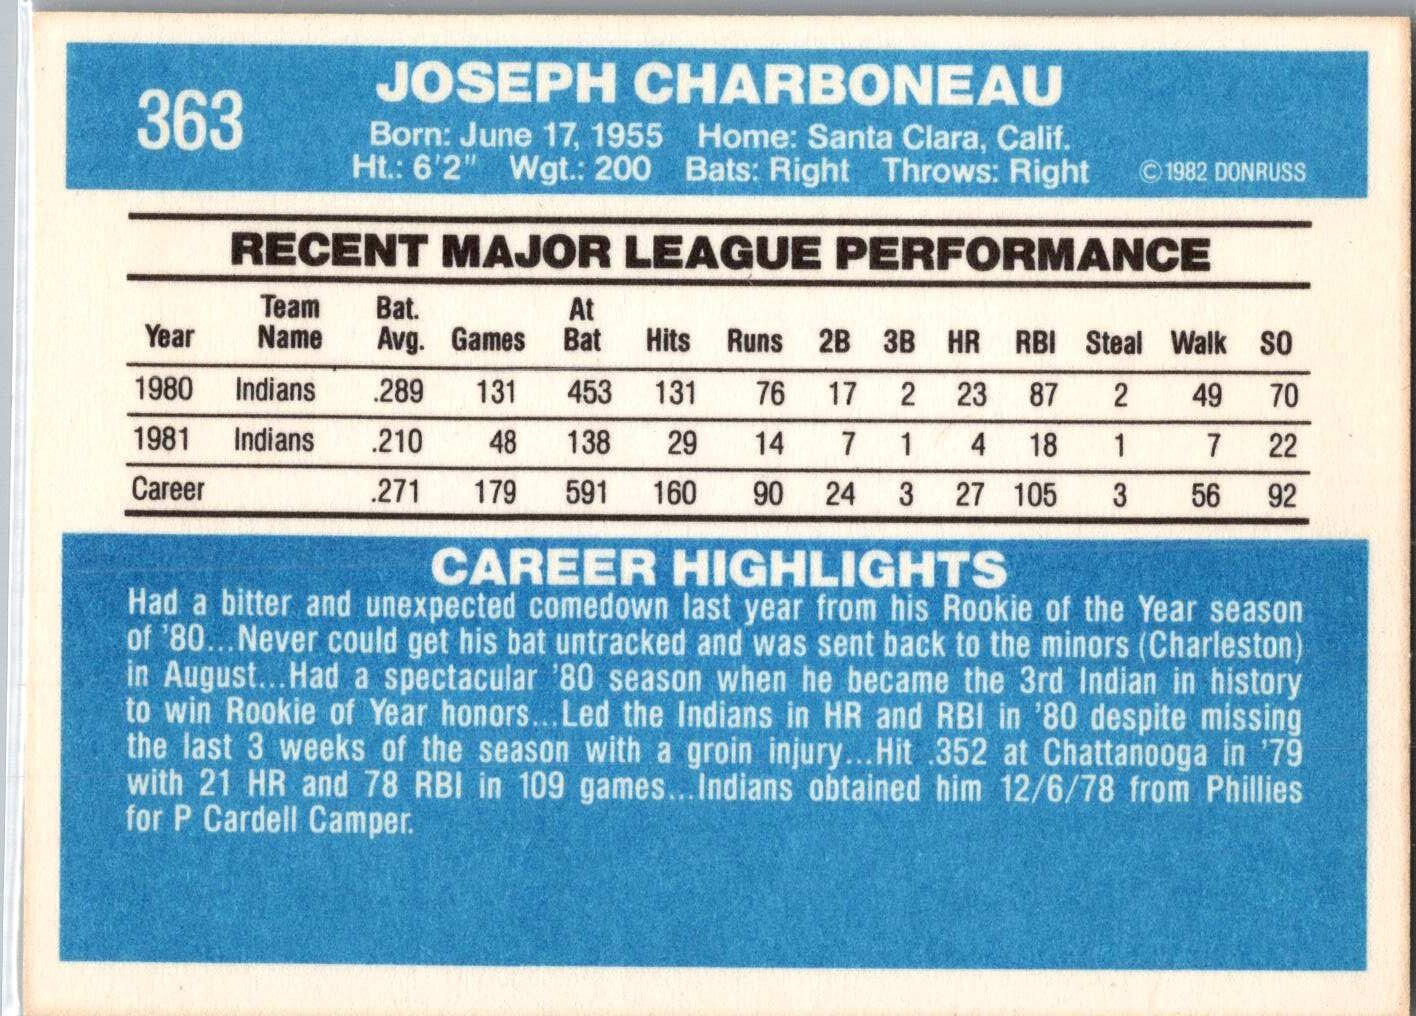 363
JOSEPH CHARBONEAU
Born: June 17, 1955 Home: Santa Clara, Calif.
Ht.: 6'2" Wgt.: 200 Bats: Right Throws: Right ©1982 DONRUSS
RECENT MAJOR LEAGUE PERFORMANCE
Year Team Name Bat. Avg. Games At Bat Hits Runs 2B 3B HR RBI Steal Walk SO
1980 Indians .289 131 453 131 76 17 2 23 87 2 49 70
1981 Indians .210 48 138 29 14 7 1 4 18 1 7 22
Career .271 179 591 160 90 24 3 27 105 3 56 92
CAREER HIGHLIGHTS
Had a bitter and unexpected comedown last year from his Rookie of the Year season
of '80...Never could get his bat untracked and was sent back to the minors (Charleston)
in August...Had a spectacular '80 season when he became the 3rd Indian in history
to win Rookie of Year honors...Led the Indians in HR and RBI in '80 despite missing
the last 3 weeks of the season with a groin injury...Hit .352 at Chattanooga in '79
with 21 HR and 78 RBI in 109 games...Indians obtained him 12/6/78 from Phillies
for P Cardell Camper.